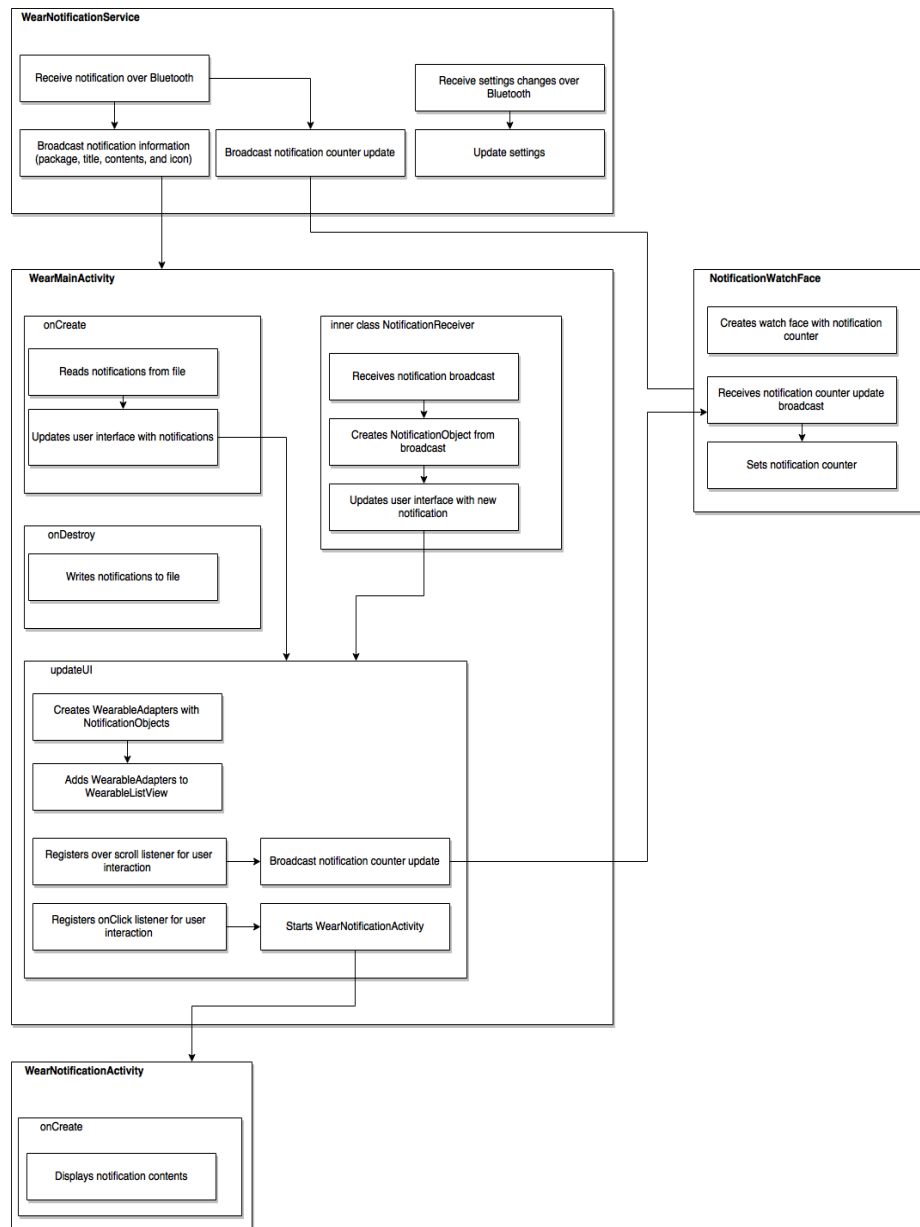 WearNotificationService
Receive notification over Bluetooth
Receive settings changes over
Bluetooth
Broadcast notification information
(package, title, contents, and icon)
Broadcast notification counter update
Update settings
WearMainActivity
onCreate
Reads notifications from file
Updates user interface with notifications
inner class NotificationReceiver
Receives notification broadcast
Creates NotificationObject from
broadcast
Updates user interface with new
notification
NotificationWatchFace
Creates watch face with notification
counter
Receives notification counter update
broadcast
Sets notification counter
onDestroy
Writes notifications to file
updateUI
Creates WearableAdapters with
NotificationObjects
Adds WearableAdapters to
WearableListView
Registers over scroll listener for user
interaction
Broadcast notification counter update
Registers onClick listener for user
interaction
Starts WearNotificationActivity
WearNotificationActivity
onCreate
Displays notification contents